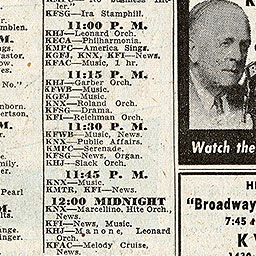 ler."
KFSG—Ira Stamphill.
11:00 P. M.
KHJ—Leonard Orch.
KECA—Philharmonia.
KMPC—America Sings.
KGFJ, KNX, KFI—News.
KFAC—Music, 1 hr.
11:15 P. M.
KHJ—Garber Orch.
KFWB—Music.
KGFJ—Music.
KNX—Roland Orch.
KFSG—Drama.
KFI—Reichman Orch.
11:30 P. M.
KFWB—Music, News.
KNX—Public Affairs.
KMPC—Serenade.
KFSG—News, Organ.
KHJ—Slack Orch.
11:45 P. M.
KNX—Music.
KMTR, KFI—News.
12:00 MIDNIGHT
KNX—Marcellino, Hite Orch.,
News.
KFI—News, Music.
KHJ—Manone, Leonard
Orch.
KFAC—Melody Cruise,
News.
M.
No."
M.
Pearl
M.
Watch the
"Broadway
7:45
K